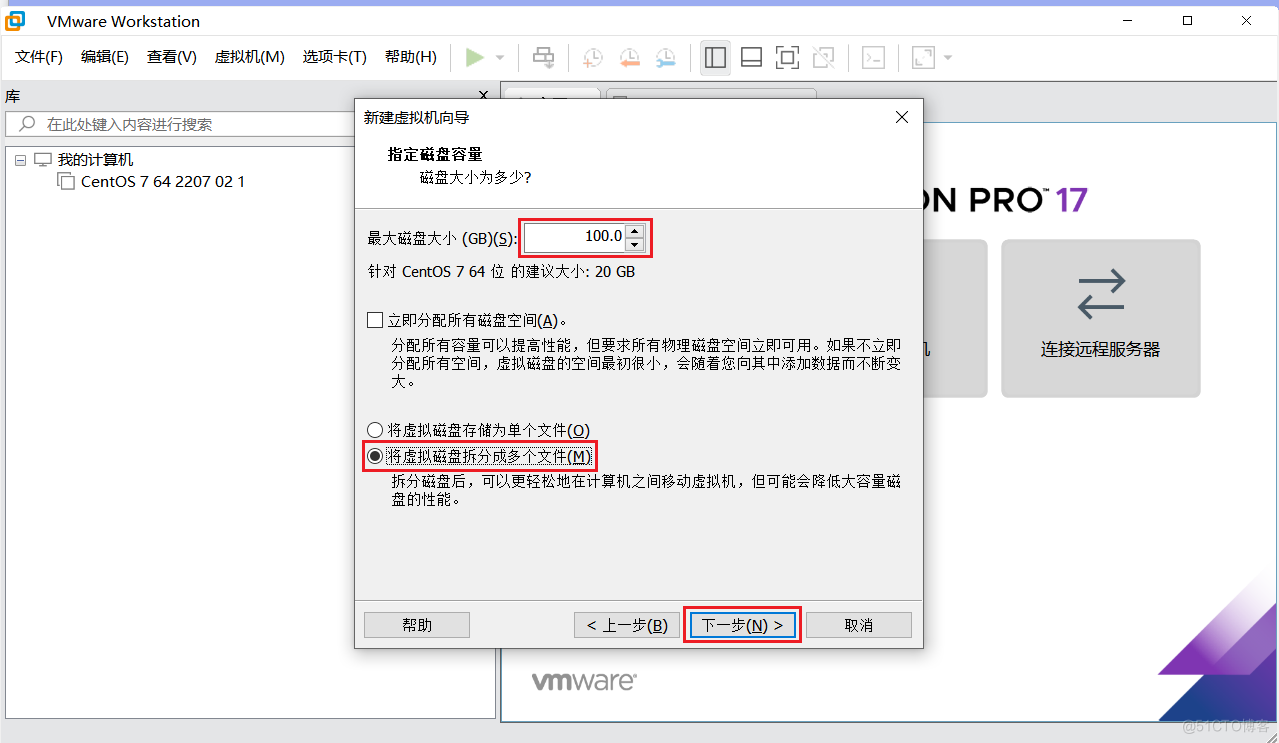 VMware Workstation
文件(F) 编辑(E) 查看(V) 虚拟机(M) 选项卡(T) 帮助(H)
库
在此处键入内容进行搜索
我的计算机
CentOS 7 64 2207 02 1
新建虚拟机向导
指定磁盘容量
磁盘大小为多少?
最大磁盘大小 (GB)(S): 100.0
针对 CentOS 7 64 位 的建议大小: 20 GB
立即分配所有磁盘空间(A)。
分配所有容量可以提高性能，但要求所有物理磁盘空间立即可用。如果不立即
分配所有空间，虚拟磁盘的空间最初很小，会随着您向其中添加数据而不断变
大。
将虚拟磁盘存储为单个文件(O)
将虚拟磁盘拆分成多个文件(M)
拆分磁盘后，可以更轻松地在计算机之间移动虚拟机，但可能会降低大容量磁
盘的性能。
帮助 < 上一步(B) 下一步(N) > 取消
ON PRO™ 17
连接远程服务器
vmware
@51CTO博客